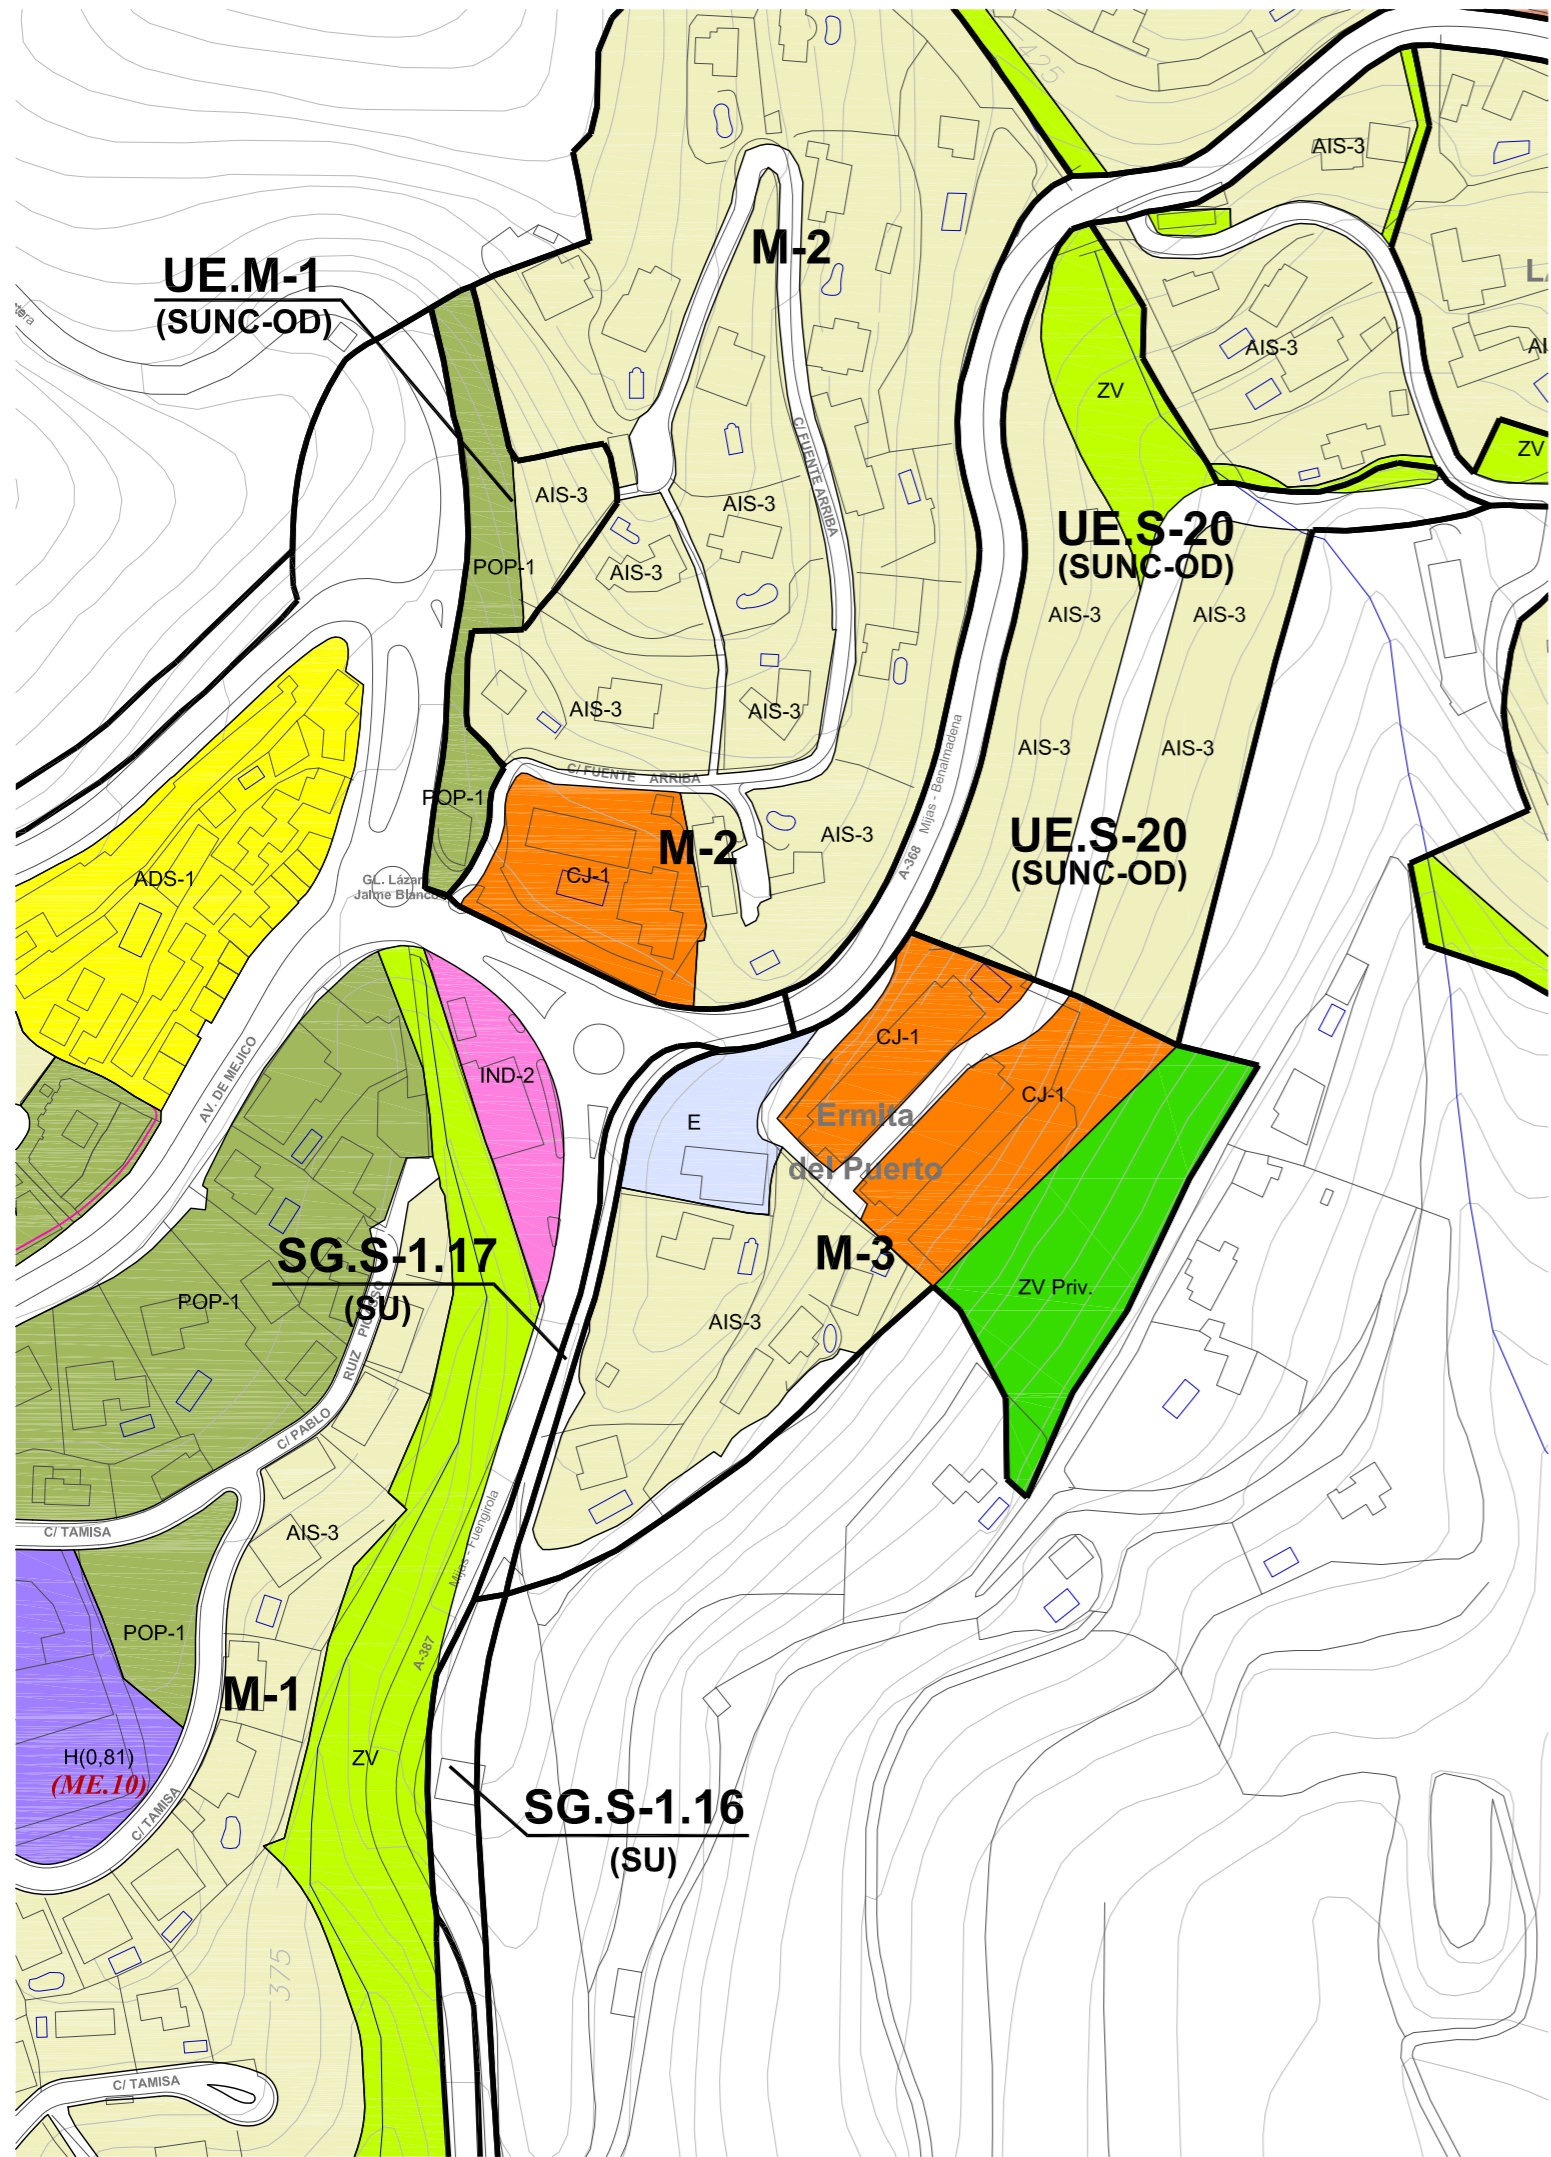 425
AIS-3
M-2
UE.M-1
(SUNC-OD)
AIS-3
ZV
C/ FUENTE ARRIBA
ZV
AIS-3
AIS-3
UE.S-20
(SUNC-OD)
POP-1
AIS-3
AIS-3
AIS-3
AIS-3
AIS-3
AIS-3
AIS-3
C/ FUENTE ARRIBA
POP-1
A-368 Mijas - Benalmadena
M-2
AIS-3
UE.S-20
(SUNC-OD)
ADS-1
CJ-1
GL. Lázaro
Jaime Blanco
AV. DE MEJICO
IND-2
CJ-1
CJ-1
E
Ermita
del Puerto
SG.S-1.17
(SU)
M-3
ZV Priv.
POP-1
AIS-3
C/ PABLO RUIZ PICASSO
C/ TAMISA
AIS-3
Mijas - Fuengirola
A-387
POP-1
M-1
H(0,81)
(ME.10)
ZV
C/ TAMISA
SG.S-1.16
(SU)
375
C/ TAMISA